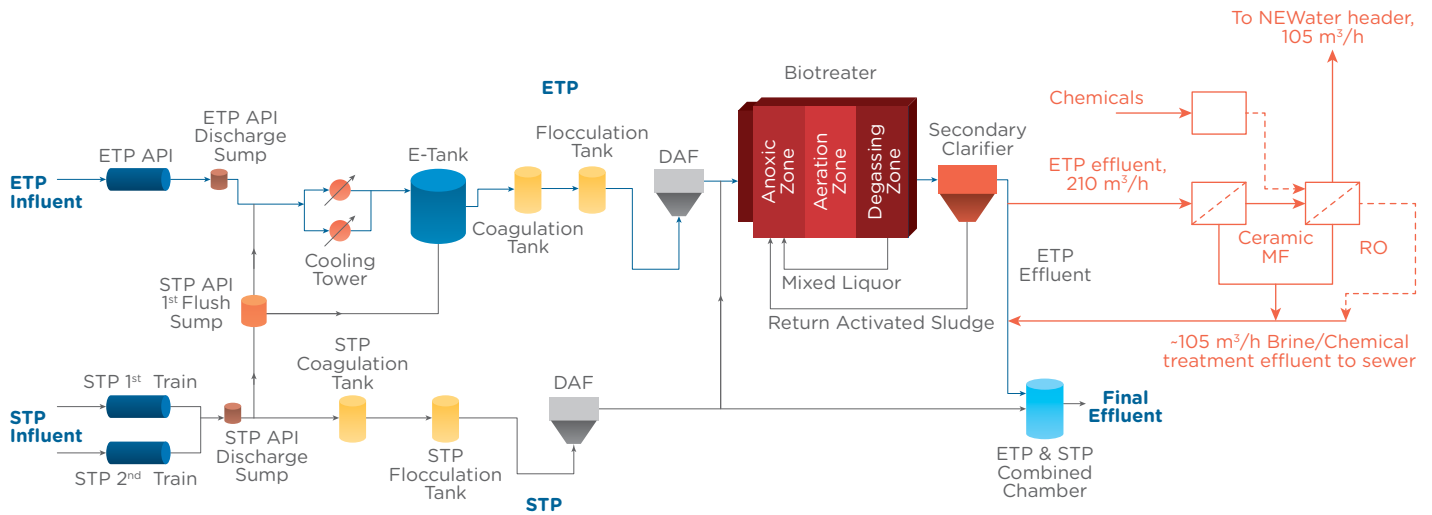 To NEWater header,
105 m³/h
Biotreater
ETP
Chemicals
ETP API
Discharge
Sump
Flocculation
Tank
Secondary
Clarifier
ETP API
E-Tank
DAF
Anoxic
Zone
Aeration
Zone
Degassing
Zone
ETP effluent,
210 m³/h
ETP
Influent
Coagulation
Tank
Cooling
Tower
Ceramic
MF
RO
ETP
Effluent
STP API
1st Flush
Sump
Mixed Liquor
Return Activated Sludge
~105 m³/h Brine/Chemical
treatment effluent to sewer
STP
Coagulation
Tank
STP 1st Train
DAF
STP
Influent
Final
Effluent
STP API
Discharge
Sump
STP
Flocculation
Tank
ETP & STP
Combined
Chamber
STP 2nd Train
STP